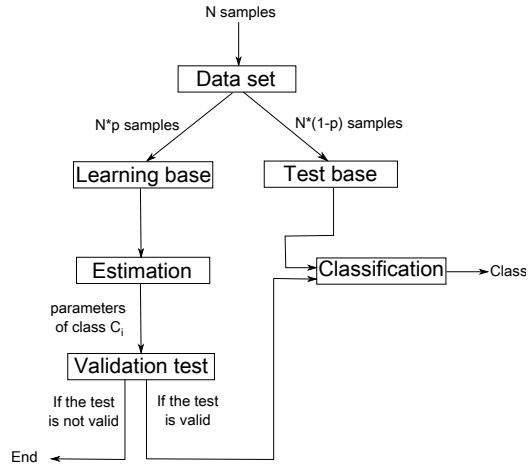 N samples
Data set
N*p samples
N*(1-p) samples
Learning base
Test base
Estimation
Classification
Class
parameters
of class Cᵢ
Validation test
If the test
is not valid
If the test
is valid
End